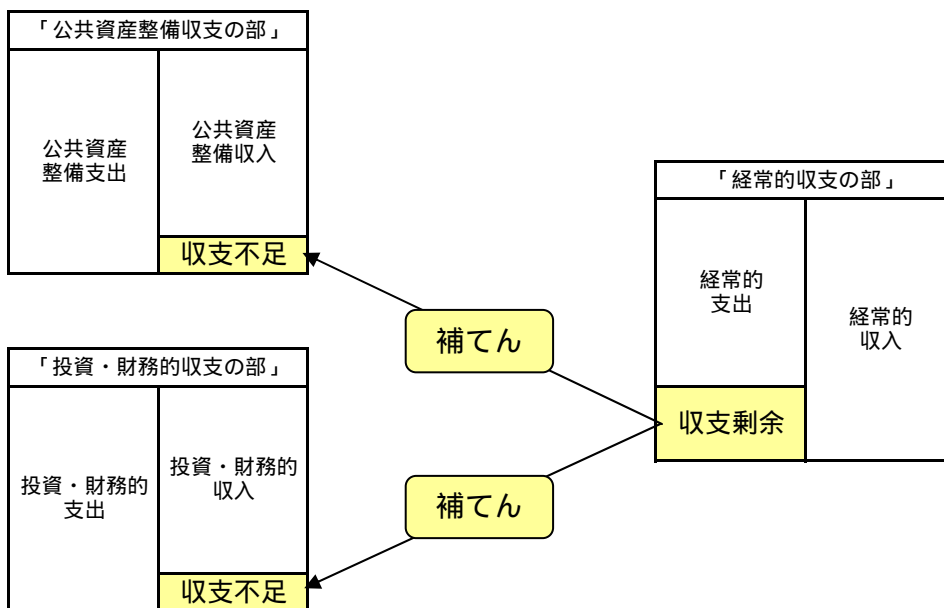 「公共資産整備収支の部」
公共資産
整備支出
公共資産
整備収入
収支不足
「経常的収支の部」
経常的
支出
経常的
収入
収支剰余
補てん
「投資・財務的収支の部」
投資・財務的
支出
投資・財務的
収入
収支不足
補てん